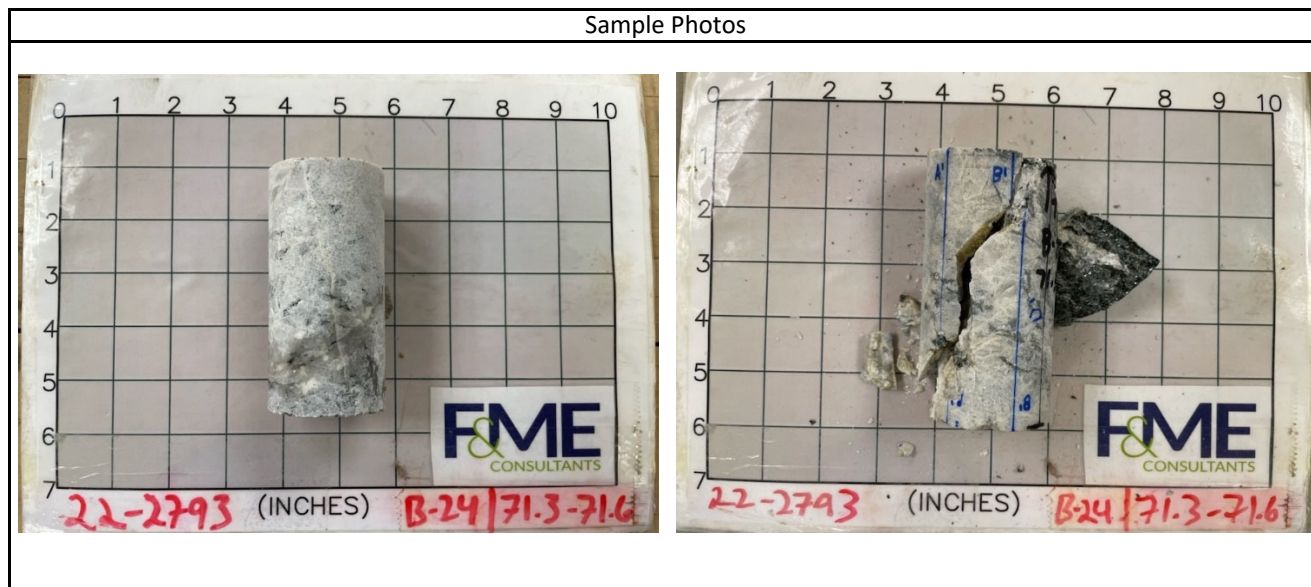 Sample Photos
0 1 2 3 4 5 6 7 8 9 10
1
2
3
4
5
6
7
F&ME
CONSULTANTS
22-2793 (INCHES) B-24 | 71.3-71.6
0 1 2 3 4 5 6 7 8 9 10
1
2
3
4
5
6
7
A' B'
B'
F&ME
CONSULTANTS
22-2793 (INCHES) B-24 | 71.3-71.6